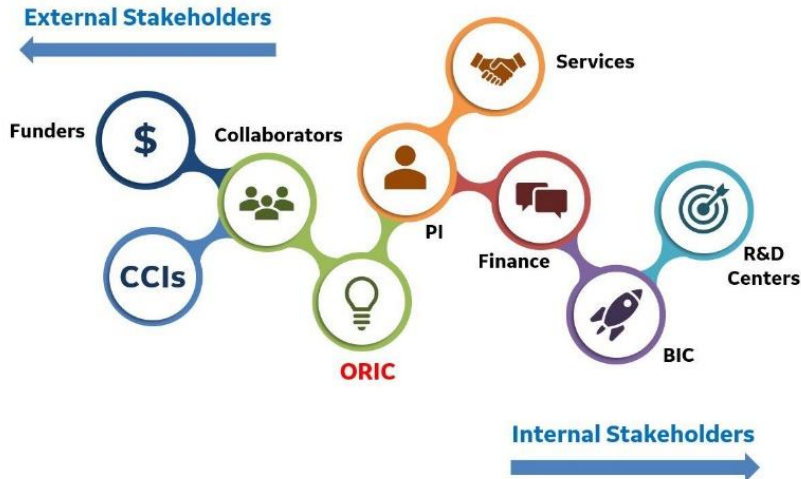 External Stakeholders
Services
Funders
$
Collaborators
CCIs
PI
Finance
R&D
Centers
BIC
ORIC
Internal Stakeholders